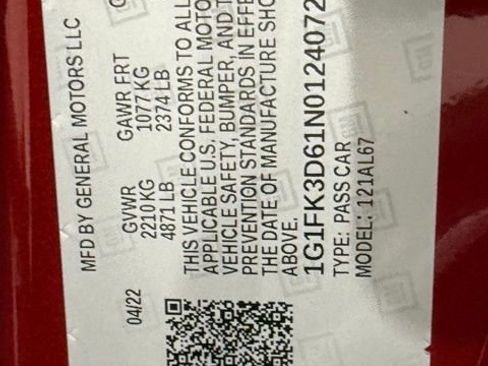 MFD BY GENERAL MOTORS LLC
04/22 GVWR GAWR FRT
2210 KG 1077 KG
4871 LB 2374 LB
THIS VEHICLE CONFORMS TO ALL
APPLICABLE U.S. FEDERAL MOTO
VEHICLE SAFETY, BUMPER, AND T
PREVENTION STANDARDS IN EFFE
THE DATE OF MANUFACTURE SHO
ABOVE.
1G1FK3D61N0124072
TYPE: PASS CAR
MODEL: 121AL67